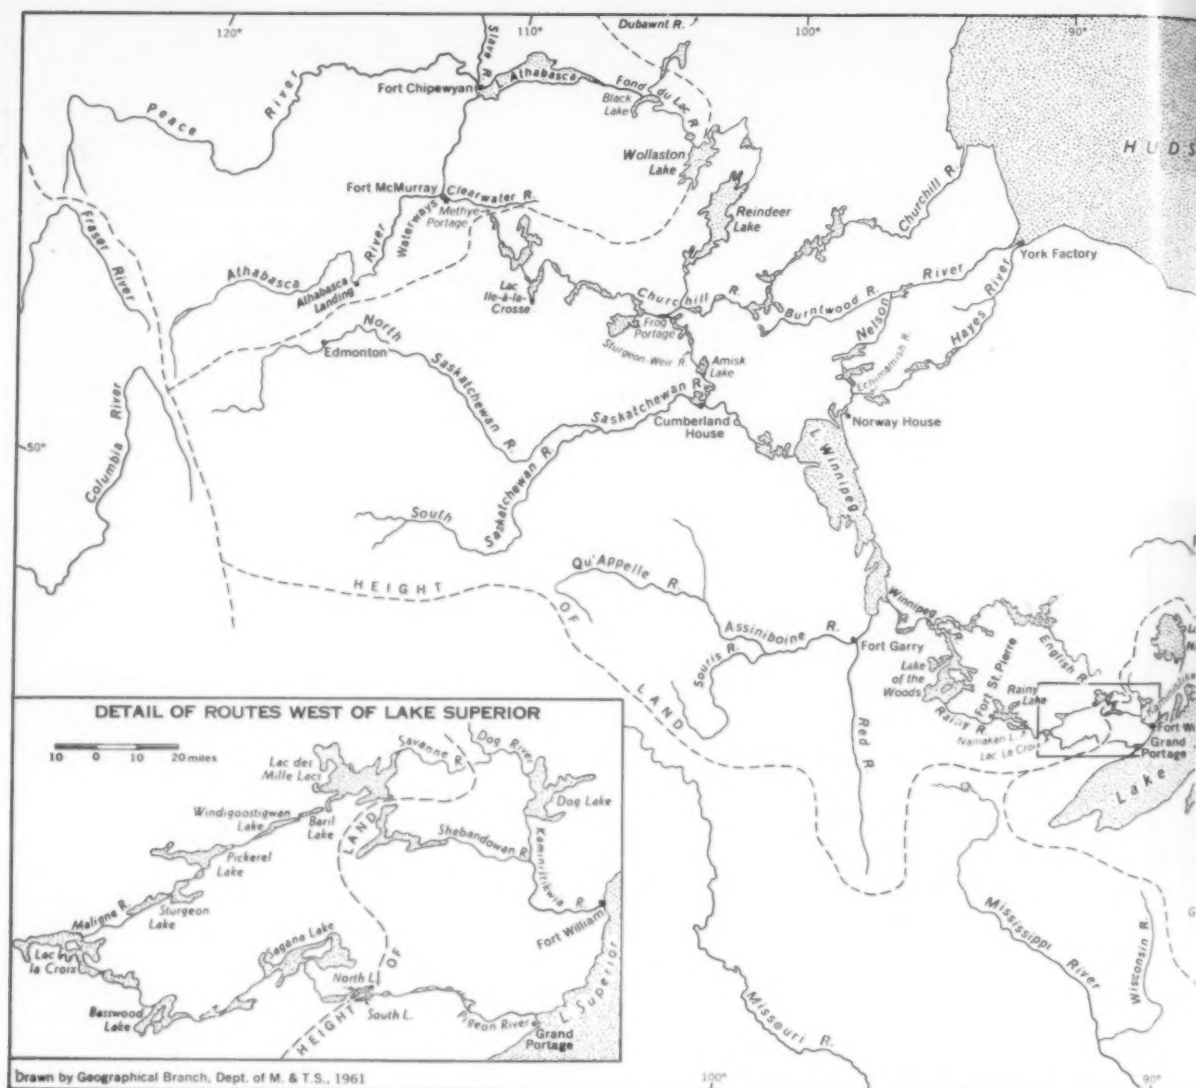 120°
110°
100°
90°
Dubawnt R.
Slave R.
L. Athabasca
Fort Chipewyan
Fond du Lac R.
Black
Lake
Peace River
Wollaston
Lake
HUDS
Fort McMurray
Clearwater R.
Methye
Portage
Waterways
Reindeer
Lake
Churchill R.
Fraser River
Athabasca River
Athabasca
Landing
York Factory
Lac
Ile-à-la-
Crosse
Churchill R.
Burntwood R.
River
Nelson
Hayes River
Echimamish R.
Frog
Portage
Sturgeon-Weir R.
Amisk
Lake
North
Edmonton
Saskatchewan R.
Saskatchewan R.
Cumberland
House
Norway House
Columbia River
50°
L. Winnipeg
South
Saskatchewan R.
HEIGHT
OF
LAND
Qu'Appelle R.
Assiniboine R.
Souris R.
Fort Garry
Red R.
Winnipeg R.
Lake
of the
Woods
Fort St. Pierre
English R.
Rainy
Lake
Rainy R.
Namakan L.
Lac La Croix
Kaministikw
Fort Wi
Grand
Portage
Lake
Mississippi River
Wisconsin R.
Missouri R.
DETAIL OF ROUTES WEST OF LAKE SUPERIOR
10 0 10 20 miles
Savanne R.
Dog River
Lac des
Mille Lacs
Dog Lake
Windigoostigwan
Lake
Baril
Lake
LAND
Shebandowan R.
Kaministikwia R.
Pickerel
Lake
Maligne R.
Sturgeon
Lake
Fort William
Lac
la Croix
Sagana Lake
OF
North L.
South L.
HEIGHT
Basswood
Lake
Pigeon River
L. Superior
Grand
Portage
Drawn by Geographical Branch, Dept. of M. & T.S., 1961
100°
90°